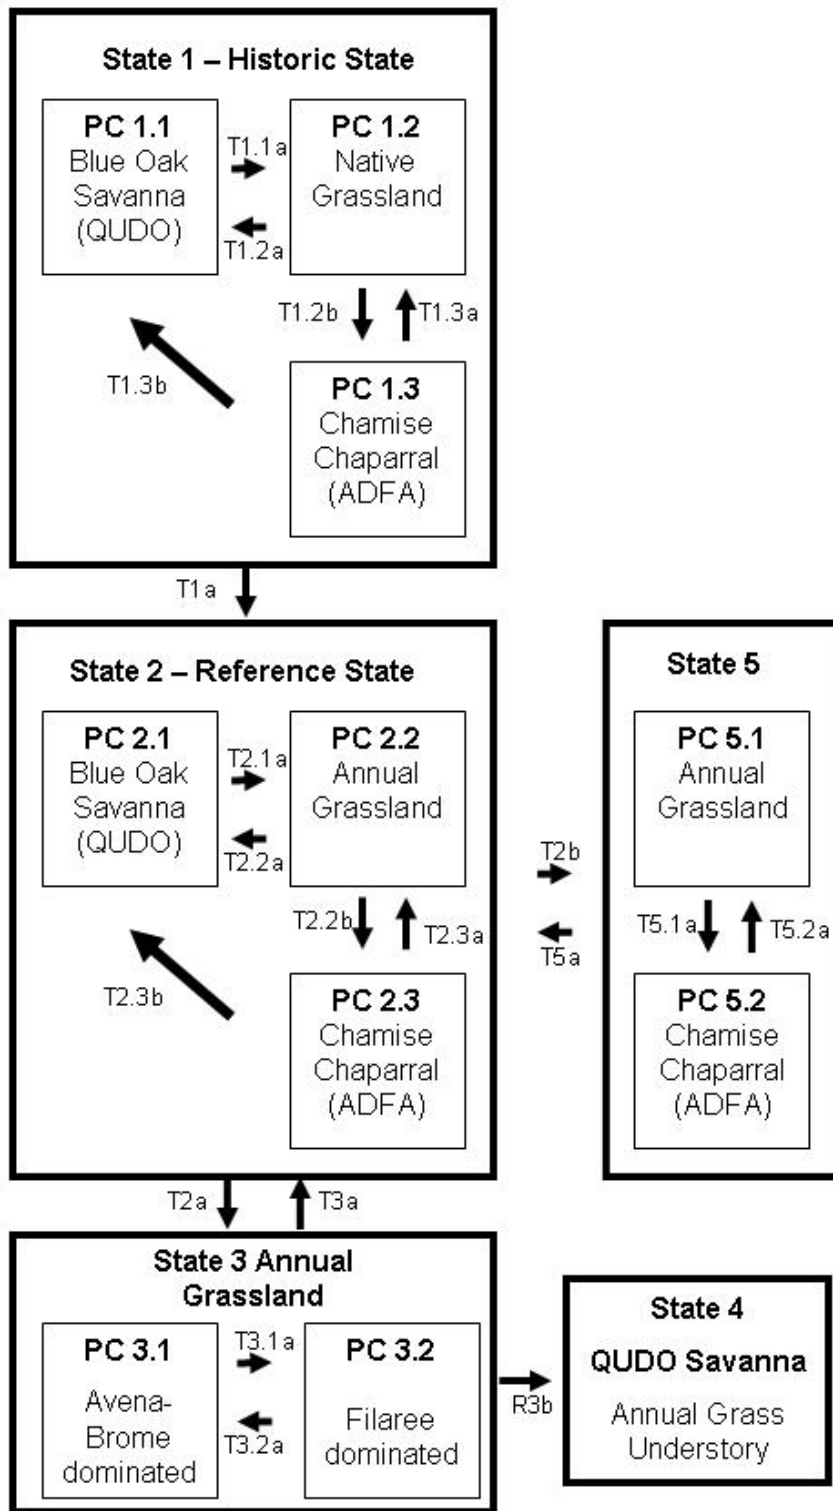 State 1 – Historic State
PC 1.1
Blue Oak
Savanna
(QUDO)
T1.1a
T1.2a
PC 1.2
Native
Grassland
T1.2b
T1.3a
T1.3b
PC 1.3
Chamise
Chaparral
(ADFA)
T1a
State 2 – Reference State
PC 2.1
Blue Oak
Savanna
(QUDO)
T2.1a
T2.2a
PC 2.2
Annual
Grassland
T2.2b
T2.3a
T2.3b
PC 2.3
Chamise
Chaparral
(ADFA)
T2b
T5a
State 5
PC 5.1
Annual
Grassland
T5.1a
T5.2a
PC 5.2
Chamise
Chaparral
(ADFA)
T2a
T3a
State 3 Annual
Grassland
PC 3.1
Avena-
Brome
dominated
T3.1a
T3.2a
PC 3.2
Filaree
dominated
R3b
State 4
QUDO Savanna
Annual Grass
Understory